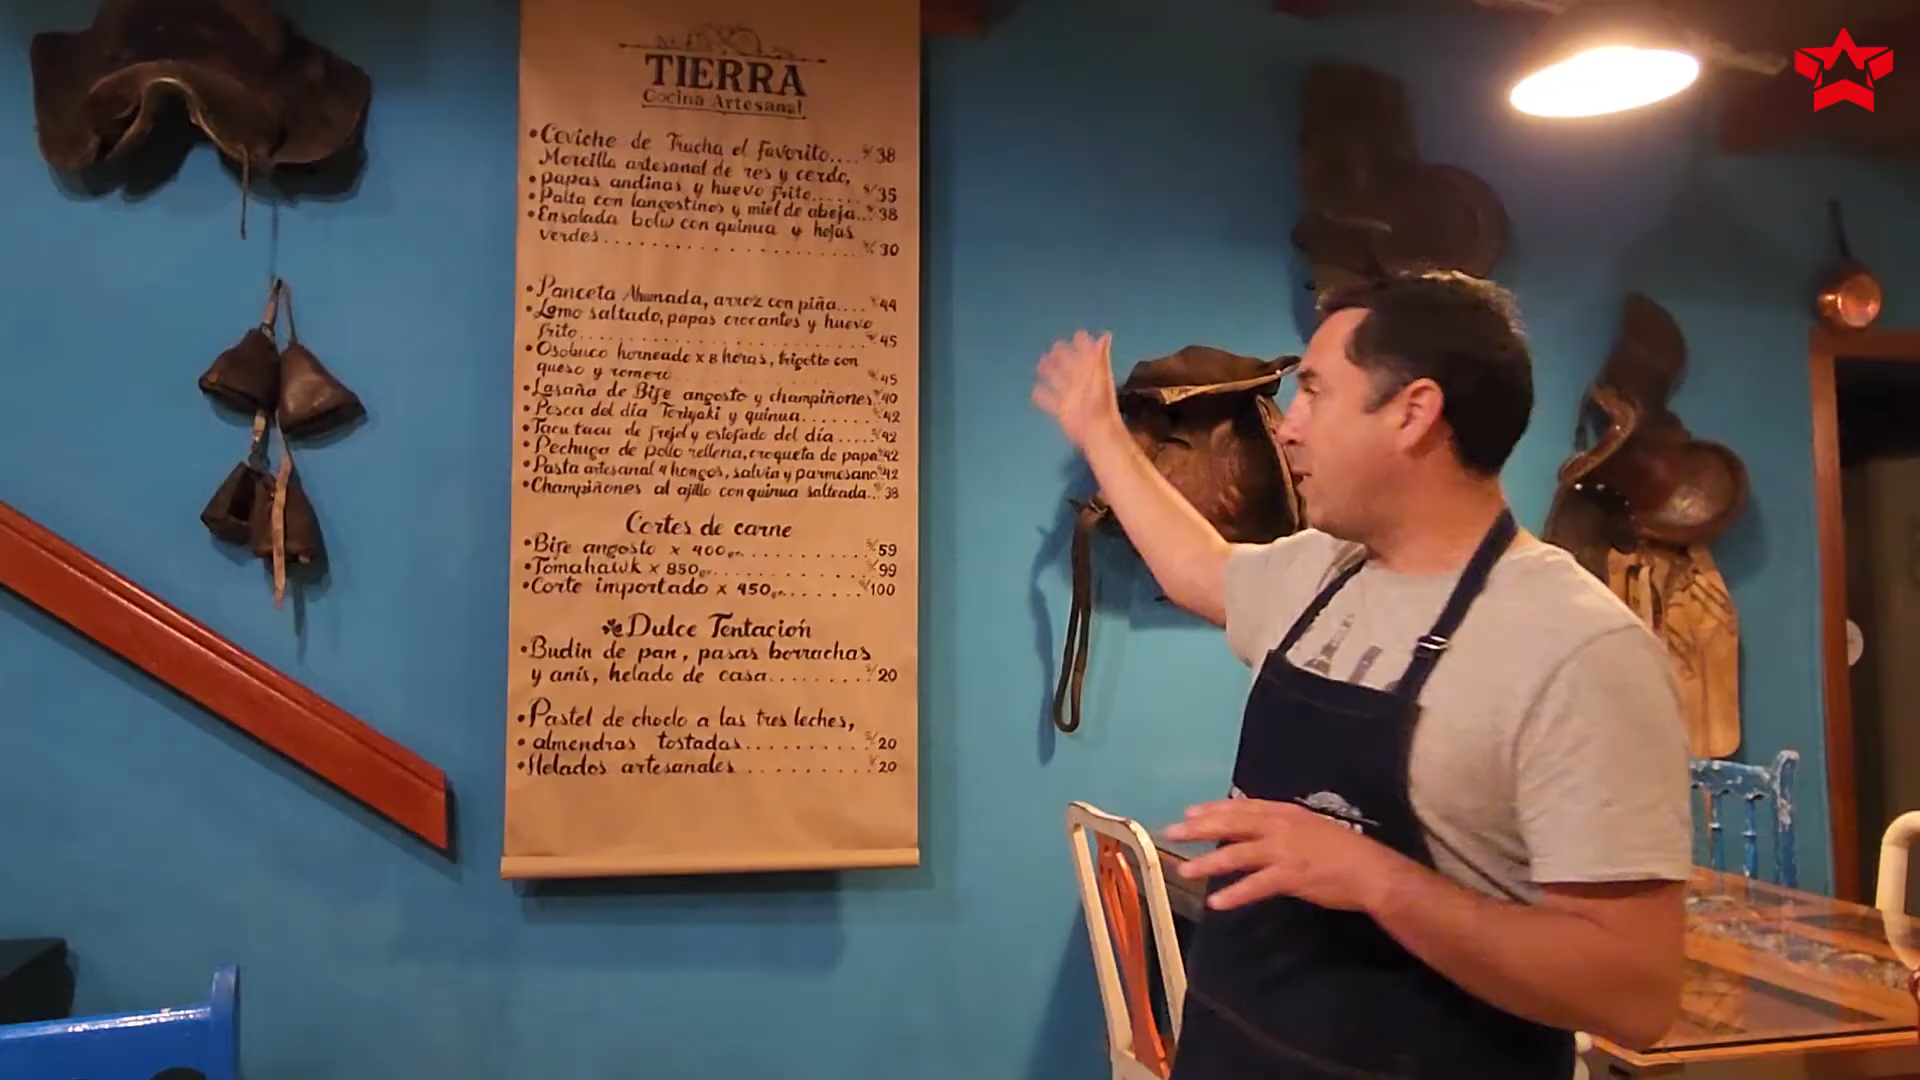 TIERRA
Cocina Artesanal
•Ceviche de Trucha el favorito.... S/38
Morcilla artesanal de res y cerdo,
•papas andinas y huevo frito...... S/35
•Palta con langostinos y miel de abeja.. S/38
•Ensalada bolw con quinua y hojas
verdes.................... S/30
•Panceta Ahumada, arroz con piña.... S/44
•Lomo saltado, papas crocantes y huevo
frito...................... S/45
•Osobuco horneado x 8 horas, trigotto con
queso y romero............ S/45
•Lasaña de Bife angosto y champiñones S/40
•Pesca del día Teriyaki y quinua....... S/42
•Tacu tacu de frejol y estofado del día.... S/42
•Pechuga de pollo rellena, croqueta de papa S/42
•Pasta artesanal 4 hongos, salvia y parmesano S/42
•Champiñones al ajillo con quinua salteada.. S/38
Cortes de carne
•Bife angosto x 400gr........... S/59
•Tomahawk x 850gr............ S/99
•Corte importado x 450gr....... S/100
Dulce Tentación
•Budin de pan, pasas borrachas
y anís, helado de casa........ S/20
•Pastel de choclo a las tres leches,
• almendras tostadas.......... S/20
•Helados artesanales ......... S/20